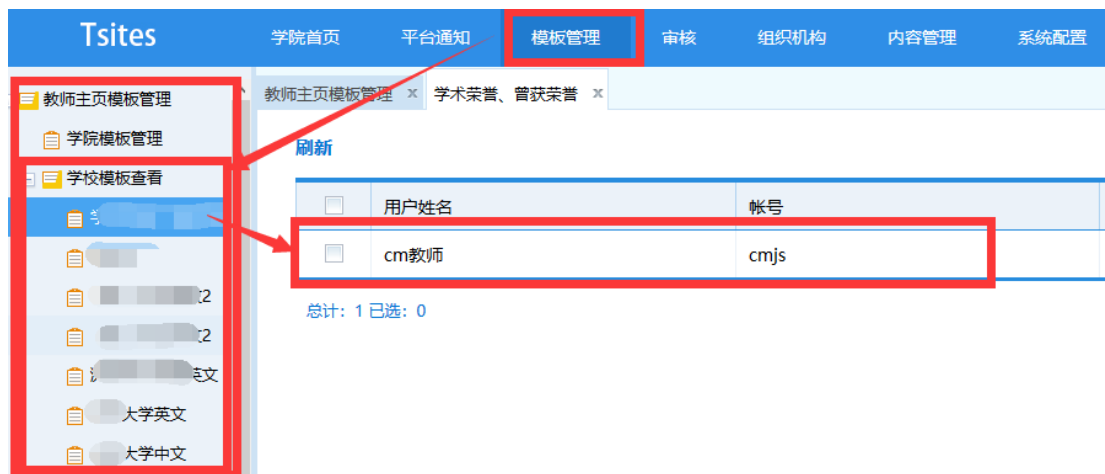 Tsites 学院首页 平台通知 模板管理 审核 组织机构 内容管理 系统配置
教师主页模板管理
学院模板管理
学校模板查看
2
2
英文
大学英文
大学中文
教师主页模板管理 x 学术荣誉、曾获荣誉 x
刷新
用户姓名 帐号
cm教师 cmjs
总计：1 已选：0